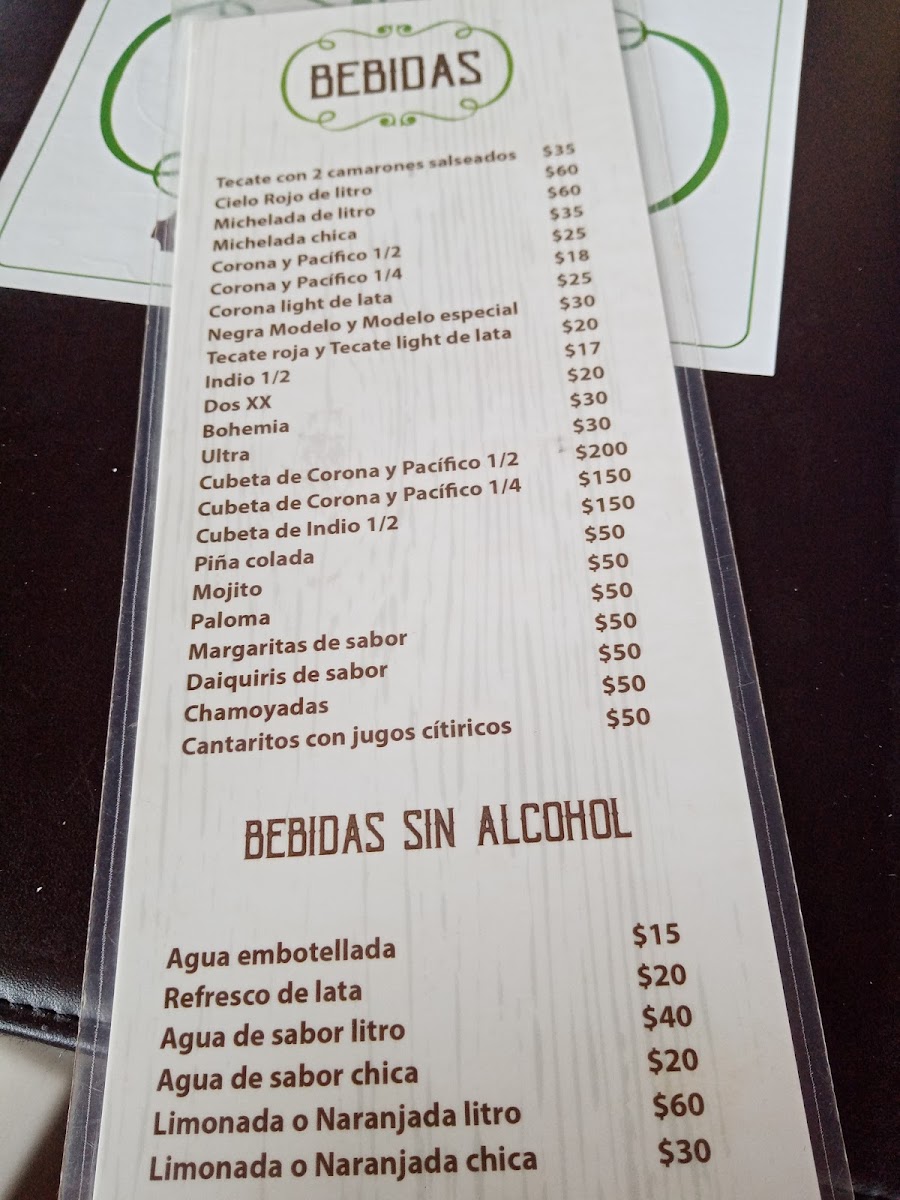 BEBIDAS
Tecate con 2 camarones salseados $35
Cielo Rojo de litro $60
Michelada de litro $60
Michelada chica $35
Corona y Pacífico 1/2 $25
Corona y Pacífico 1/4 $18
Corona light de lata $25
Negra Modelo y Modelo especial $30
Tecate roja y Tecate light de lata $20
Indio 1/2 $17
Dos XX $20
Bohemia $30
Ultra $30
Cubeta de Corona y Pacífico 1/2 $200
Cubeta de Corona y Pacífico 1/4 $150
Cubeta de Indio 1/2 $150
Piña colada $50
Mojito $50
Paloma $50
Margaritas de sabor $50
Daiquiris de sabor $50
Chamoyadas $50
Cantaritos con jugos cítiricos $50
BEBIDAS SIN ALCOHOL
Agua embotellada $15
Refresco de lata $20
Agua de sabor litro $40
Agua de sabor chica $20
Limonada o Naranjada litro $60
Limonada o Naranjada chica $30